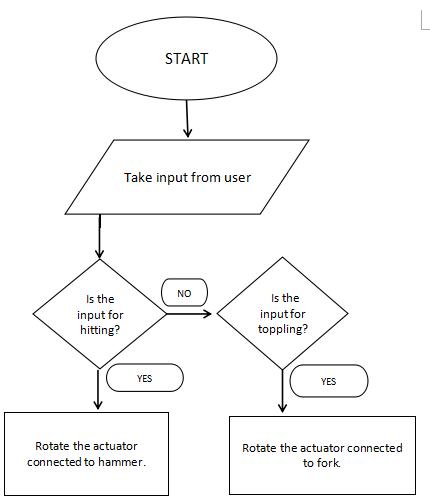 START
Take input from user
Is the
input for
hitting?
NO
Is the
input for
toppling?
YES
YES
Rotate the actuator
connected to hammer.
Rotate the actuator connected
to fork.